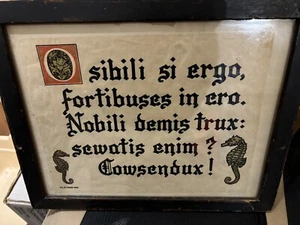 O sibili si ergo,
fortibuses in ero.
Nobili demis trux:
sewatis enim?
Cowsendux!